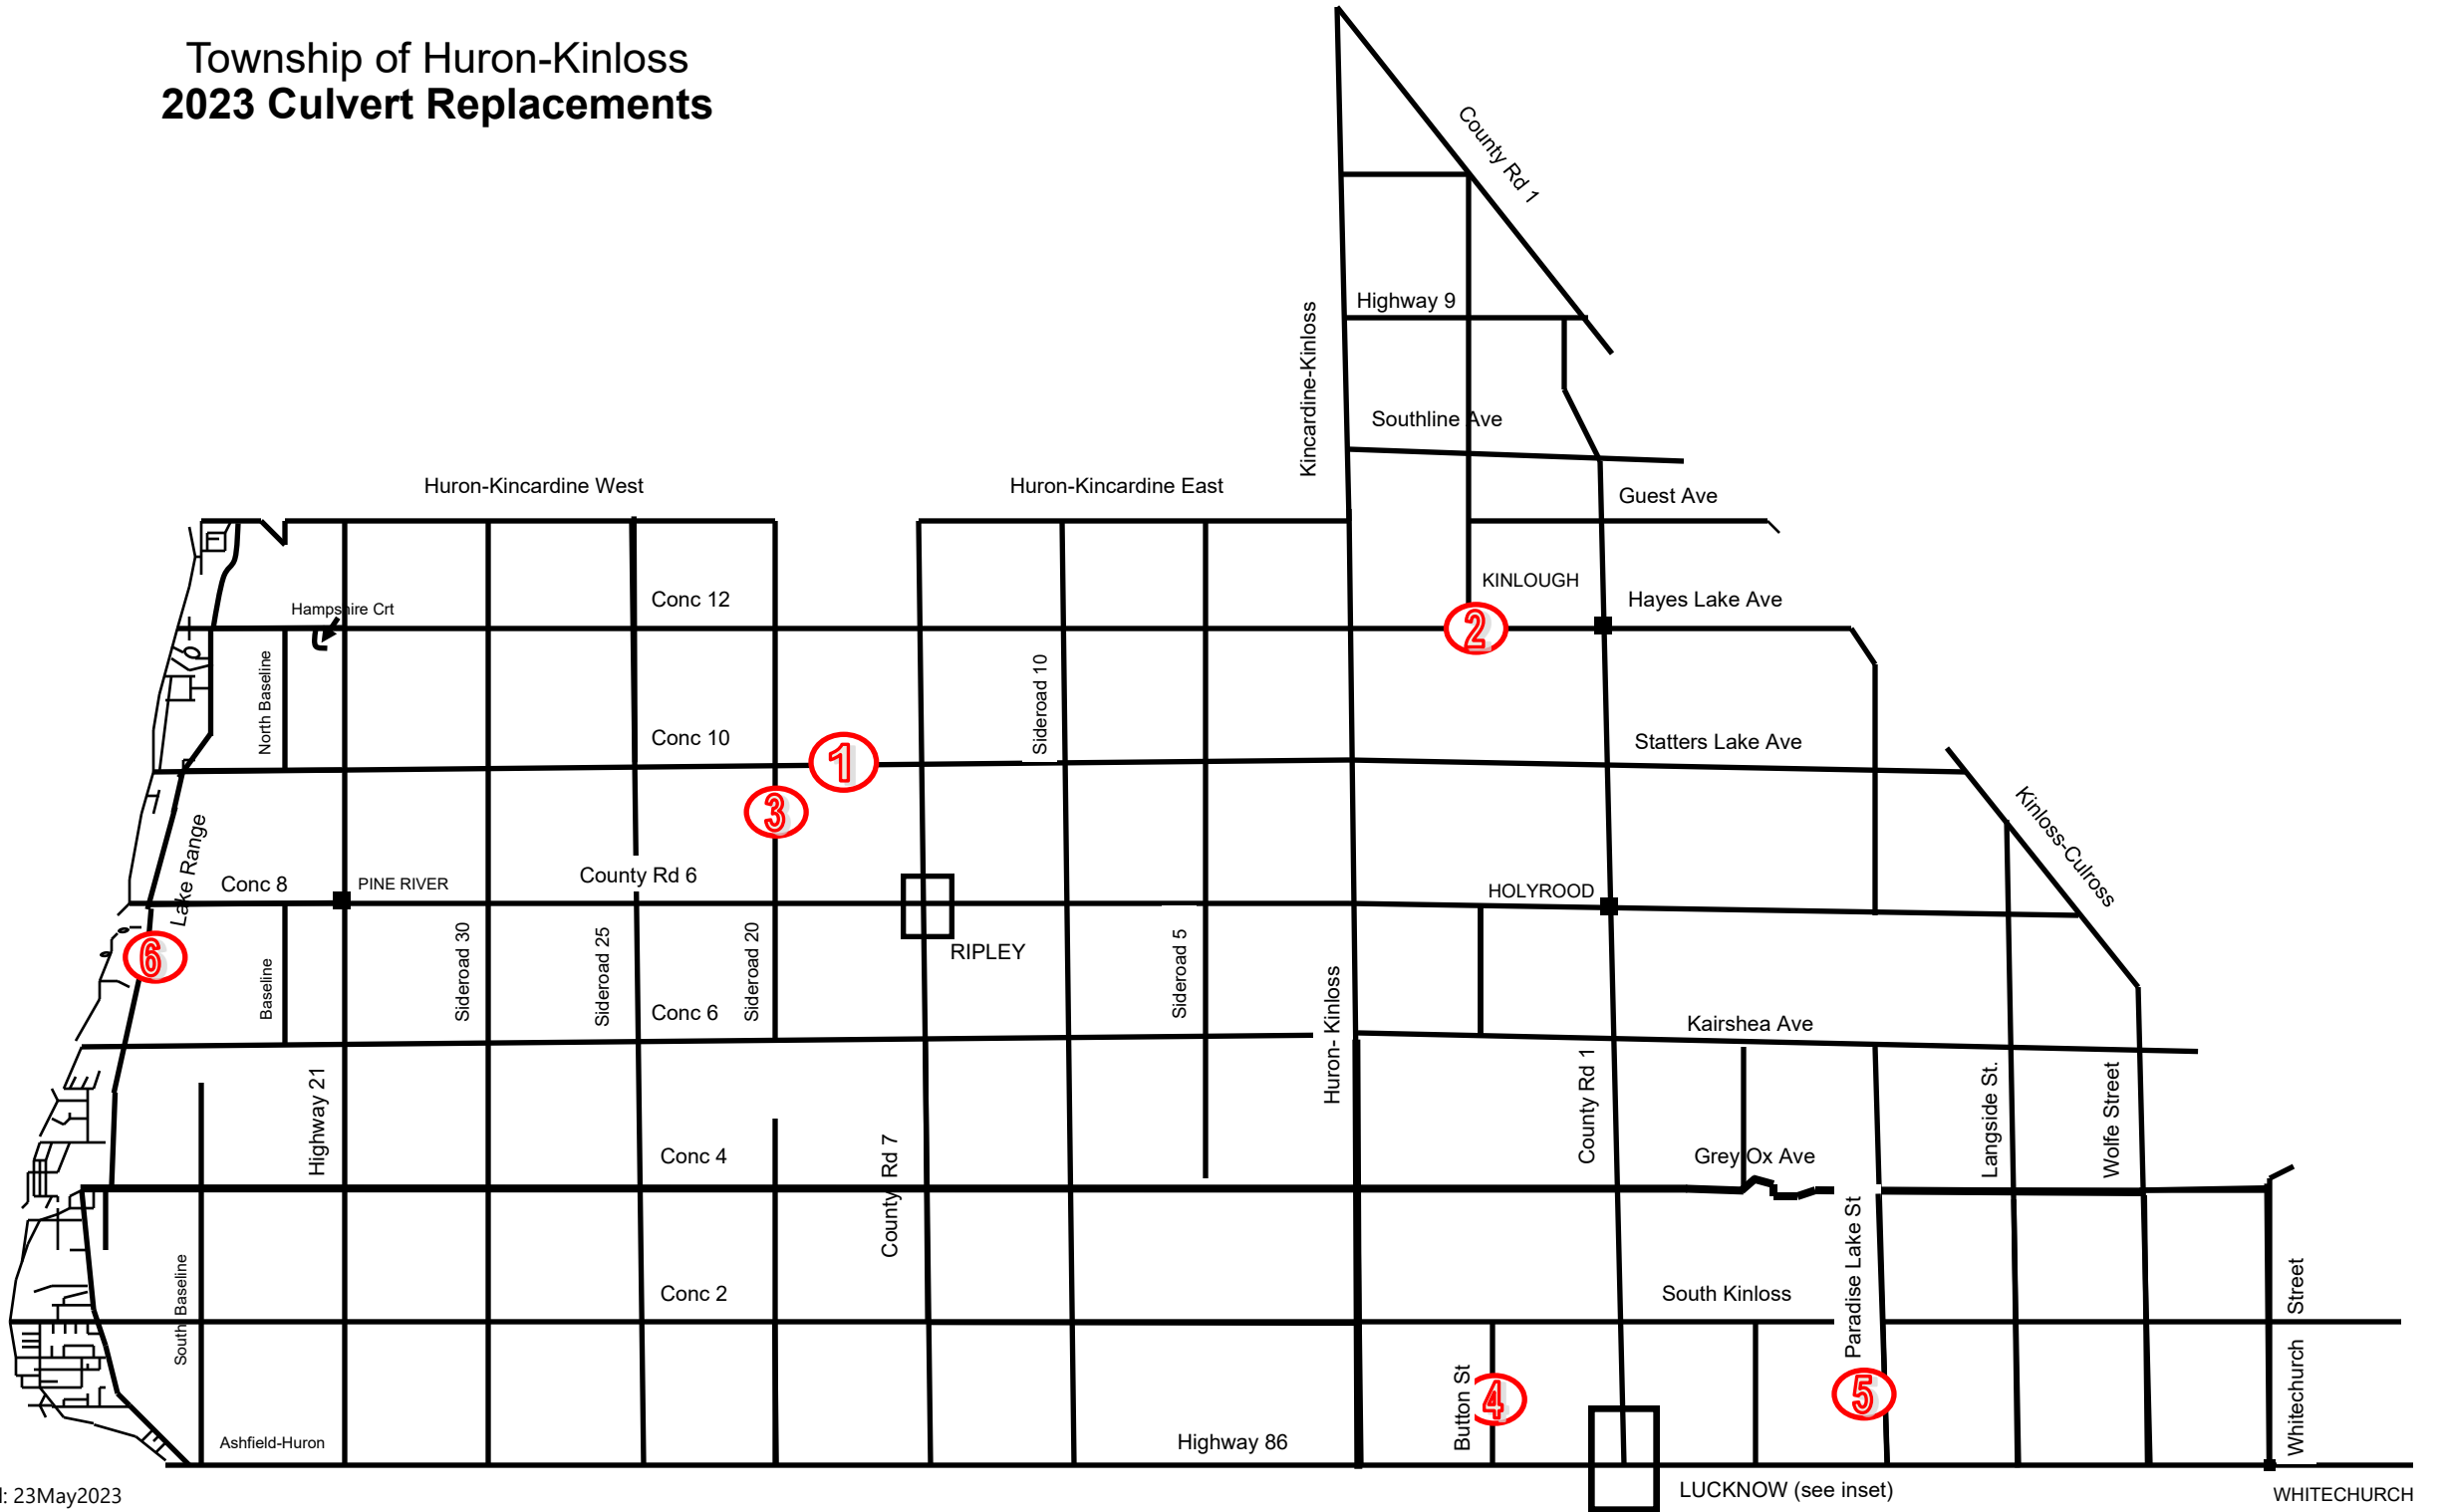 Township of Huron-Kinloss
2023 Culvert Replacements
County Rd 1
Highway 9
Kincardine-Kinloss
Southline Ave
Huron-Kincardine West
Huron-Kincardine East
Guest Ave
KINLOUGH
Conc 12
Hayes Lake Ave
Hampshire Crt
2
North Baseline
Sideroad 10
Conc 10
Statters Lake Ave
1
3
Kinloss-Culross
Lake Range
County Rd 6
Conc 8
PINE RIVER
HOLYROOD
RIPLEY
6
Baseline
Sideroad 30
Sideroad 25
Sideroad 20
Sideroad 5
Conc 6
Huron- Kinloss
Kairshea Ave
Highway 21
County Rd 1
Langside St.
Wolfe Street
Conc 4
County Rd 7
Grey Ox Ave
Paradise Lake St
South Baseline
Conc 2
South Kinloss
Whitechurch Street
Button St
4
5
Ashfield-Huron
Highway 86
LUCKNOW (see inset)
: 23May2023
WHITECHURCH